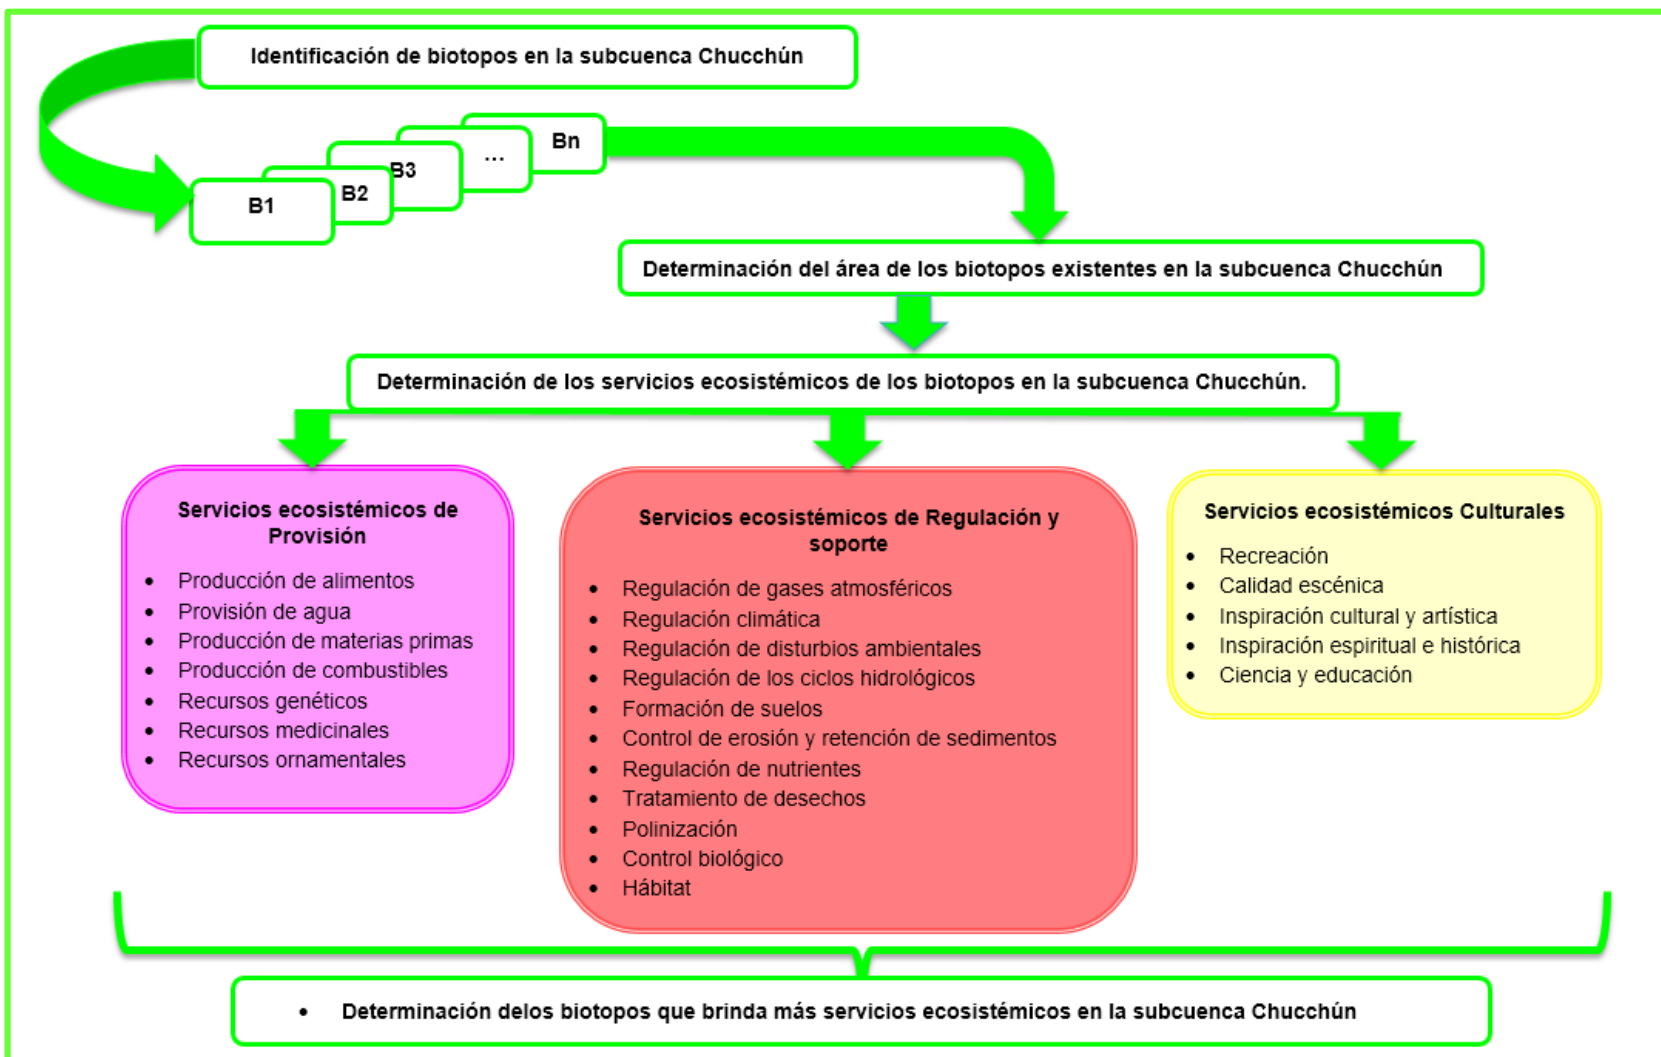 Identificación de biotopos en la subcuenca Chucchún
B1
B2
B3
...
Bn
Determinación del área de los biotopos existentes en la subcuenca Chucchún
Determinación de los servicios ecosistémicos de los biotopos en la subcuenca Chucchún.
Servicios ecosistémicos de
Provisión
• Producción de alimentos
• Provisión de agua
• Producción de materias primas
• Producción de combustibles
• Recursos genéticos
• Recursos medicinales
• Recursos ornamentales
Servicios ecosistémicos de Regulación y
soporte
• Regulación de gases atmosféricos
• Regulación climática
• Regulación de disturbios ambientales
• Regulación de los ciclos hidrológicos
• Formación de suelos
• Control de erosión y retención de sedimentos
• Regulación de nutrientes
• Tratamiento de desechos
• Polinización
• Control biológico
• Hábitat
Servicios ecosistémicos Culturales
• Recreación
• Calidad escénica
• Inspiración cultural y artística
• Inspiración espiritual e histórica
• Ciencia y educación
• Determinación delos biotopos que brinda más servicios ecosistémicos en la subcuenca Chucchún